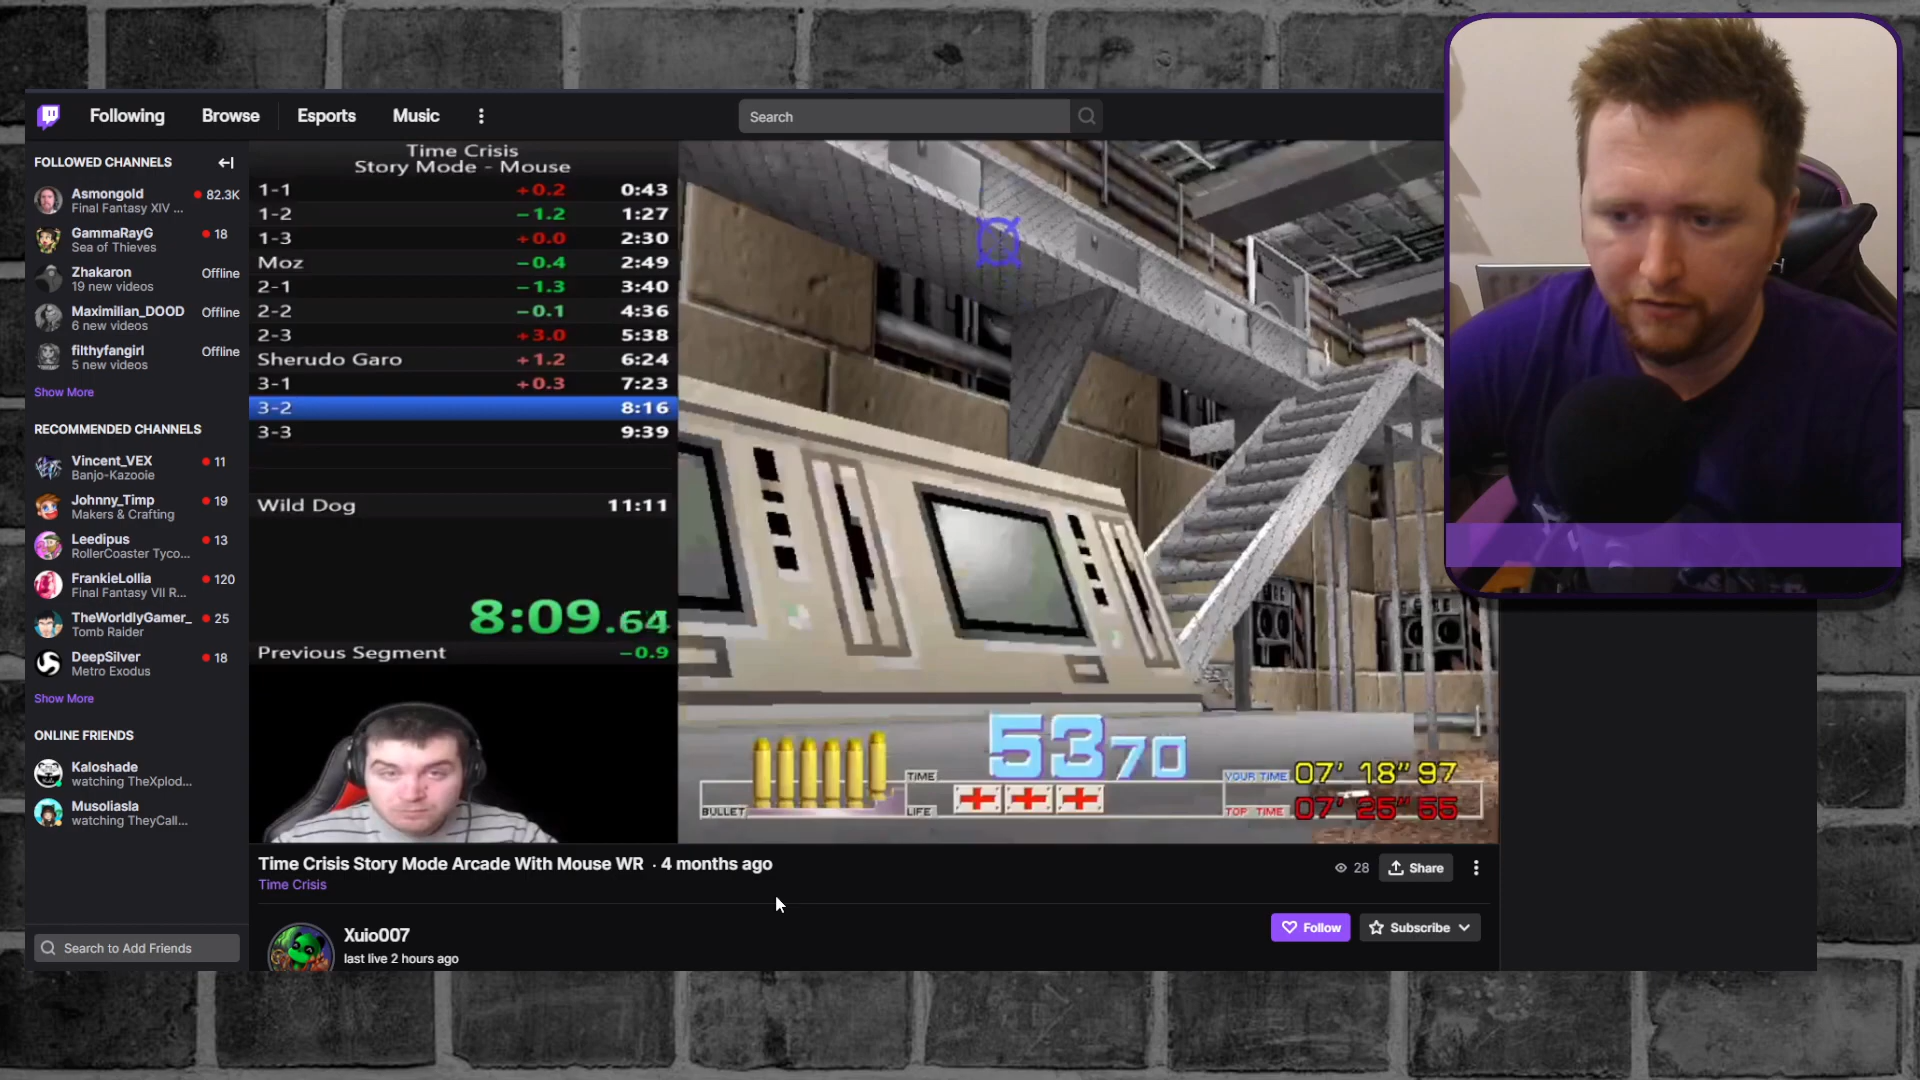 Following
Browse
Esports
Music
Search
FOLLOWED CHANNELS
Asmongold
82.3K
Final Fantasy XIV ...
GammaRayG
18
Sea of Thieves
Zhakaron
Offline
19 new videos
Maximilian_DOOD
Offline
6 new videos
filthyfangirl
Offline
5 new videos
Show More
RECOMMENDED CHANNELS
Vincent_VEX
11
Banjo-Kazooie
Johnny_Timp
19
Makers & Crafting
Leedipus
13
RollerCoaster Tyco...
FrankieLollia
120
Final Fantasy VII R...
TheWorldlyGamer_
25
Tomb Raider
DeepSilver
18
Metro Exodus
Show More
ONLINE FRIENDS
Kaloshade
watching TheXplod...
Musoliasla
watching TheyCall...
Search to Add Friends
Time Crisis
Story Mode - Mouse
1-1 +0.2 0:43
1-2 −1.2 1:27
1-3 +0.0 2:30
Moz −0.4 2:49
2-1 −1.3 3:40
2-2 −0.1 4:36
2-3 +3.0 5:38
Sherudo Garo +1.2 6:24
3-1 +0.3 7:23
3-2 8:16
3-3 9:39
Wild Dog 11:11
8:09.64
Previous Segment −0.9
BULLET
TIME
5370
LIFE
YOUR TIME 07' 18" 97
TOP TIME 07' 25" 55
Time Crisis Story Mode Arcade With Mouse WR · 4 months ago
Time Crisis
28
Share
Xuio007
last live 2 hours ago
Follow
Subscribe